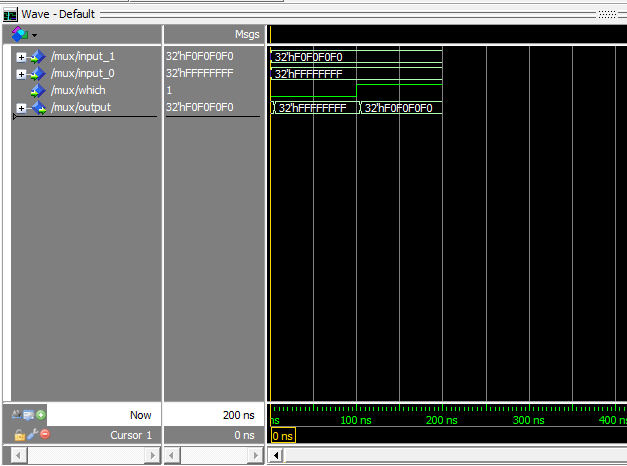 Wave - Default
Msgs
/mux/input_1 32'hF0F0F0F0 32'hF0F0F0F0
/mux/input_0 32'hFFFFFFFF 32'hFFFFFFFF
/mux/which 1
/mux/output 32'hF0F0F0F0 32'hFFFFFFFF 32'hF0F0F0F0
Now 200 ns ns 100 ns 200 ns 300 ns 400 n
Cursor 1 0 ns 0 ns